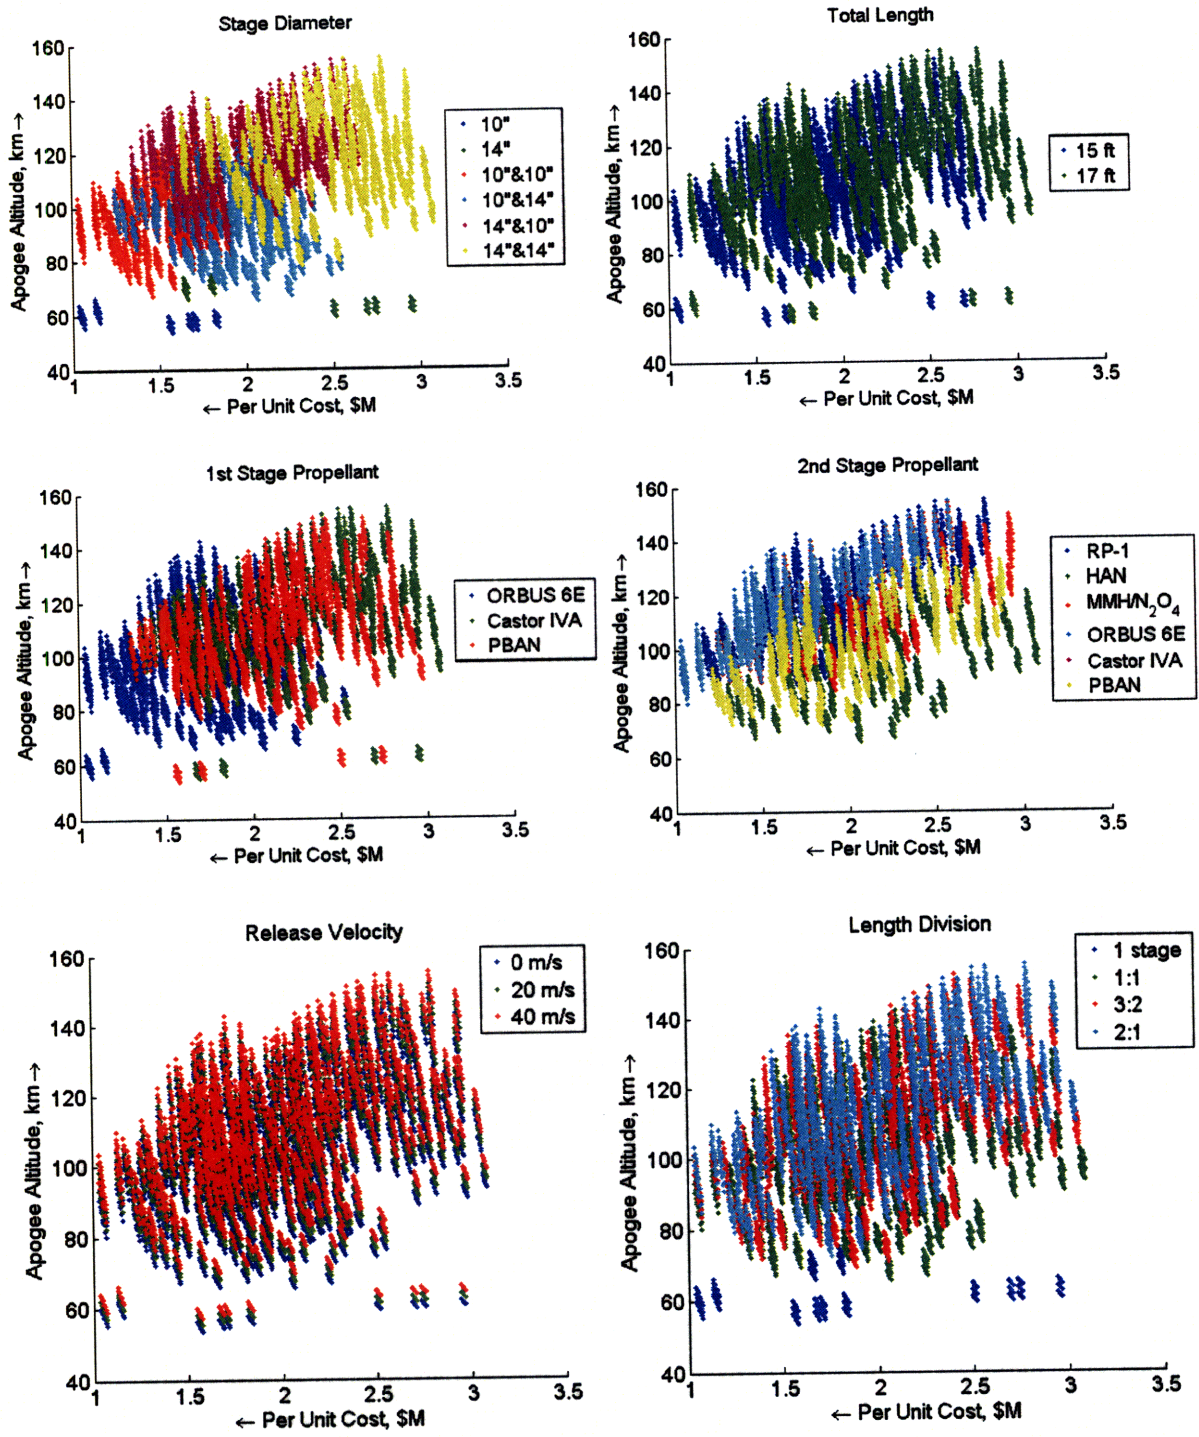 Stage Diameter
160
140
120
100
80
60
40
1
1.5
2
2.5
3
3.5
Apogee Altitude, km→
← Per Unit Cost, $M
10"
14"
10"&10"
10"&14"
14"&10"
14"&14"
Total Length
160
140
120
100
80
60
40
1
1.5
2
2.5
3
3.5
Apogee Altitude, km→
← Per Unit Cost, $M
15 ft
17 ft
1st Stage Propellant
160
140
120
100
80
60
40
1
1.5
2
2.5
3
3.5
Apogee Altitude, km→
← Per Unit Cost, $M
ORBUS 6E
Castor IVA
PBAN
2nd Stage Propellant
160
140
120
100
80
60
40
1
1.5
2
2.5
3
3.5
Apogee Altitude, km→
← Per Unit Cost, $M
RP-1
HAN
MMH/N₂O₄
ORBUS 6E
Castor IVA
PBAN
Release Velocity
160
140
120
100
80
60
40
1
1.5
2
2.5
3
3.5
Apogee Altitude, km→
← Per Unit Cost, $M
0 m/s
20 m/s
40 m/s
Length Division
160
140
120
100
80
60
40
1
1.5
2
2.5
3
3.5
Apogee Altitude, km→
← Per Unit Cost, $M
1 stage
1:1
3:2
2:1